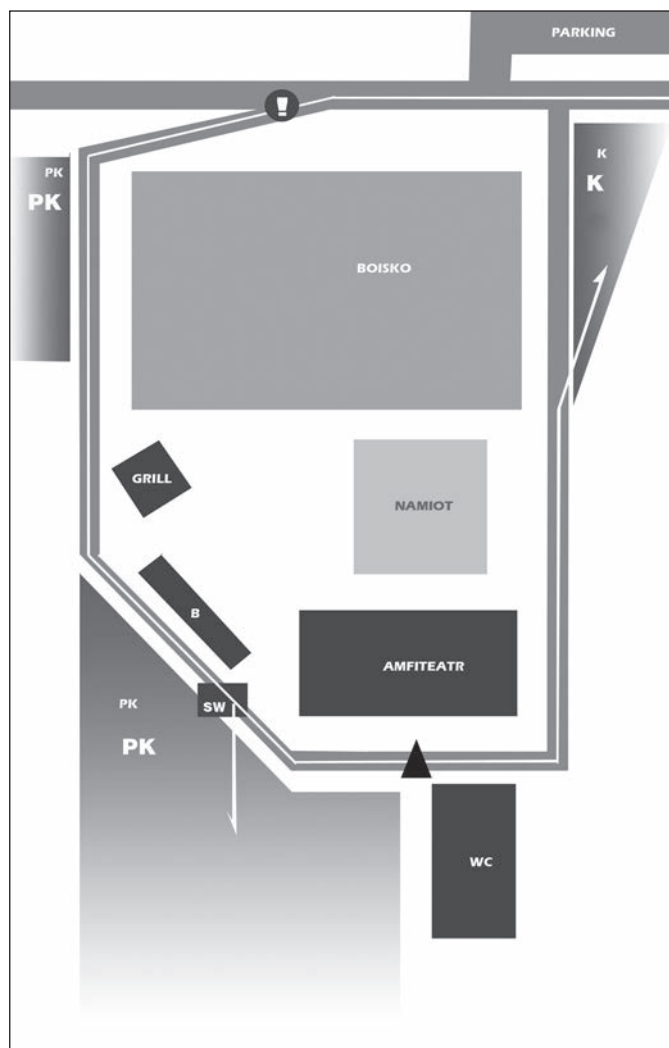 PARKING
!
PK
PK
K
K
BOISKO
GRILL
NAMIOT
B
AMFITEATR
SW
PK
PK
WC